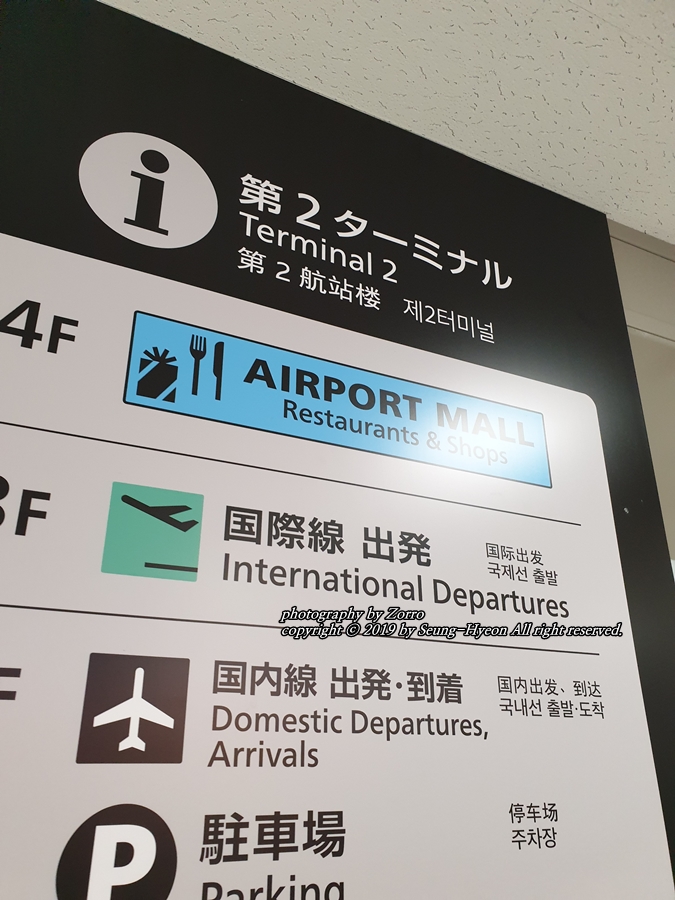 i
第2ターミナル
Terminal 2
第2航站楼 제2터미널
4F
AIRPORT MALL
Restaurants & Shops
3F
国際線 出発
国际出发
국제선 출발
International Departures
photography by Zorro
copyright © 2019 by Seung-Hyeon All right reserved.
F
国内線 出発·到着
国内出发、到达
국내선 출발·도착
Domestic Departures,
Arrivals
P
駐車場
停车场
주차장
Parking